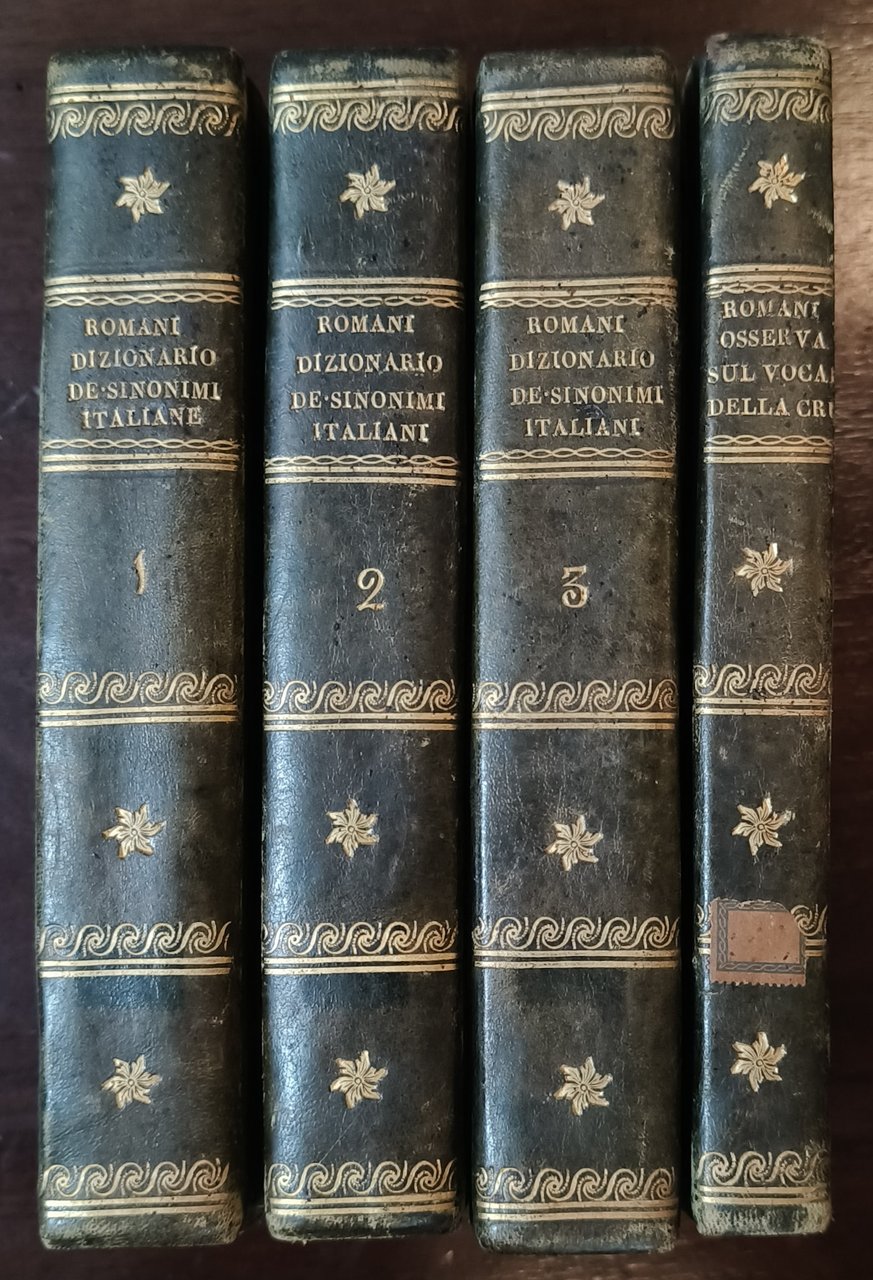 ROMANI
DIZIONARIO
DE·SINONIMI
ITALIANE
1
ROMANI
DIZIONARIO
DE·SINONIMI
ITALIANI
2
ROMANI
DIZIONARIO
DE·SINONIMI
ITALIANI
3
ROMANI
OSSERVA
SUL VOCA
DELLA CRU